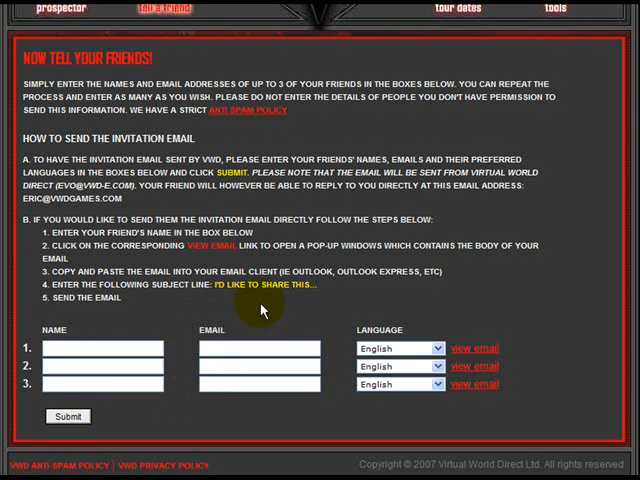 prospector tell a friend tour dates tools
NOW TELL YOUR FRIENDS!
SIMPLY ENTER THE NAMES AND EMAIL ADDRESSES OF UP TO 3 OF YOUR FRIENDS IN THE BOXES BELOW. YOU CAN REPEAT THE
PROCESS AND ENTER AS MANY AS YOU WISH. PLEASE DO NOT ENTER THE DETAILS OF PEOPLE YOU DON'T HAVE PERMISSION TO
SEND THIS INFORMATION. WE HAVE A STRICT ANTI SPAM POLICY
HOW TO SEND THE INVITATION EMAIL
A. TO HAVE THE INVITATION EMAIL SENT BY VWD, PLEASE ENTER YOUR FRIENDS' NAMES, EMAILS AND THEIR PREFERRED
LANGUAGES IN THE BOXES BELOW AND CLICK SUBMIT. PLEASE NOTE THAT THE EMAIL WILL BE SENT FROM VIRTUAL WORLD
DIRECT (EVO@VWD-E.COM). YOUR FRIEND WILL HOWEVER BE ABLE TO REPLY TO YOU DIRECTLY AT THIS EMAIL ADDRESS:
ERIC@VWDGAMES.COM
B. IF YOU WOULD LIKE TO SEND THEM THE INVITATION EMAIL DIRECTLY FOLLOW THE STEPS BELOW:
1. ENTER YOUR FRIEND'S NAME IN THE BOX BELOW
2. CLICK ON THE CORRESPONDING VIEW EMAIL LINK TO OPEN A POP-UP WINDOWS WHICH CONTAINS THE BODY OF YOUR
EMAIL
3. COPY AND PASTE THE EMAIL INTO YOUR EMAIL CLIENT (IE OUTLOOK, OUTLOOK EXPRESS, ETC)
4. ENTER THE FOLLOWING SUBJECT LINE: I'D LIKE TO SHARE THIS...
5. SEND THE EMAIL
NAME EMAIL LANGUAGE
1. English view email
2. English view email
3. English view email
Submit
VWD ANTI-SPAM POLICY | VWD PRIVACY POLICY Copyright © 2007 Virtual World Direct Ltd. All rights reserved